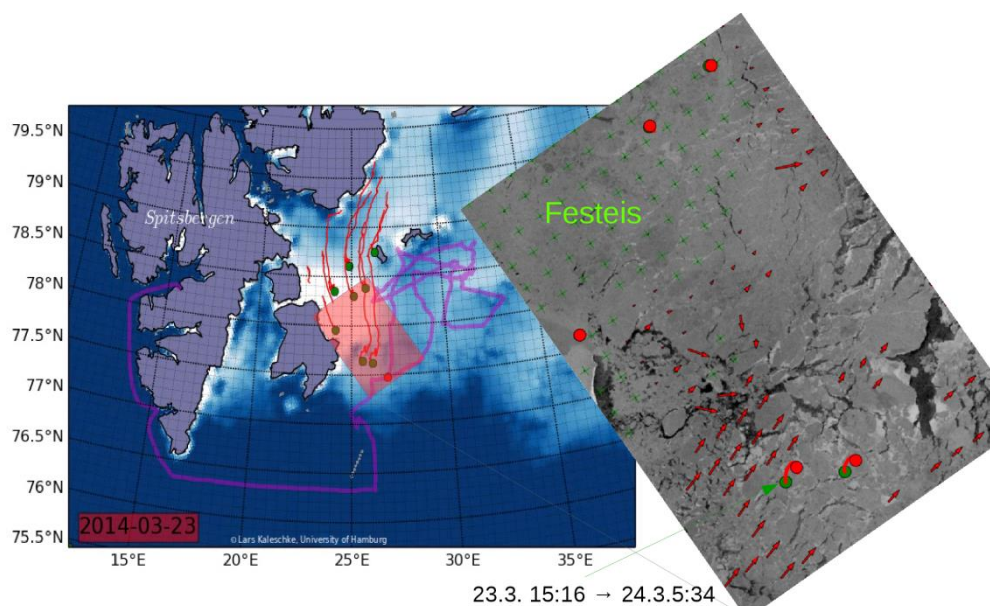 79.5°N
79°N
78.5°N
78°N
77.5°N
77°N
76.5°N
76°N
75.5°N
Spitsbergen
Festeis
2014-03-23
© Lars Kaleschke, University of Hamburg
15°E
20°E
25°E
30°E
35°E
23.3. 15:16 → 24.3.5:34